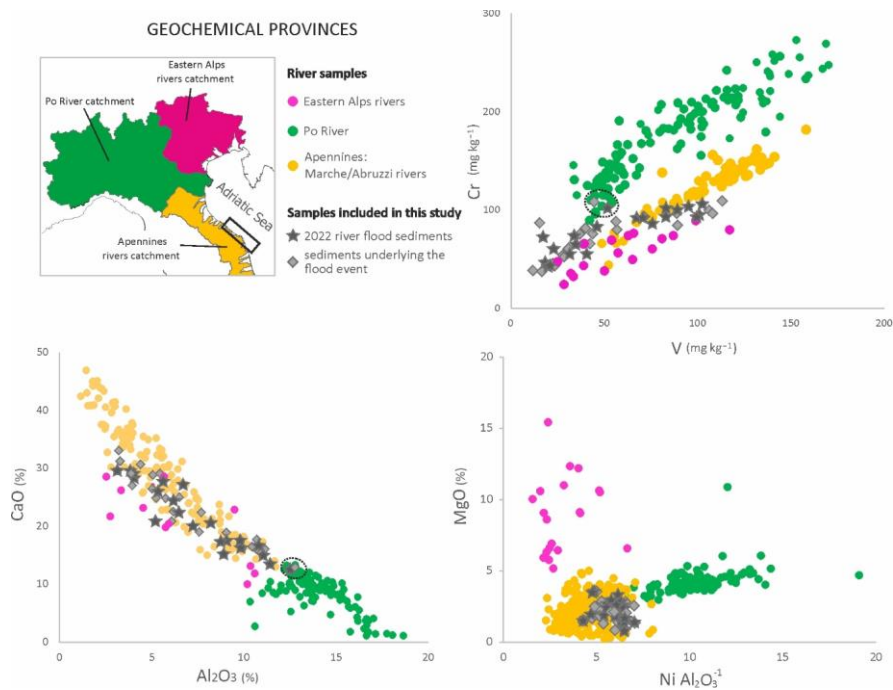 GEOCHEMICAL PROVINCES
Eastern Alps
rivers catchment
Po River catchment
Adriatic Sea
Apennines
rivers catchment
River samples
Eastern Alps rivers
Po River
Apennines:
Marche/Abruzzi rivers
Samples included in this study
2022 river flood sediments
sediments underlying the
flood event
300
200
100
0
Cr (mg kg⁻¹)
0
50
100
150
200
V (mg kg⁻¹)
50
40
30
20
10
0
CaO (%)
0
5
10
15
20
Al₂O₃ (%)
20
15
10
5
0
MgO (%)
0
5
10
15
20
Ni Al₂O₃⁻¹